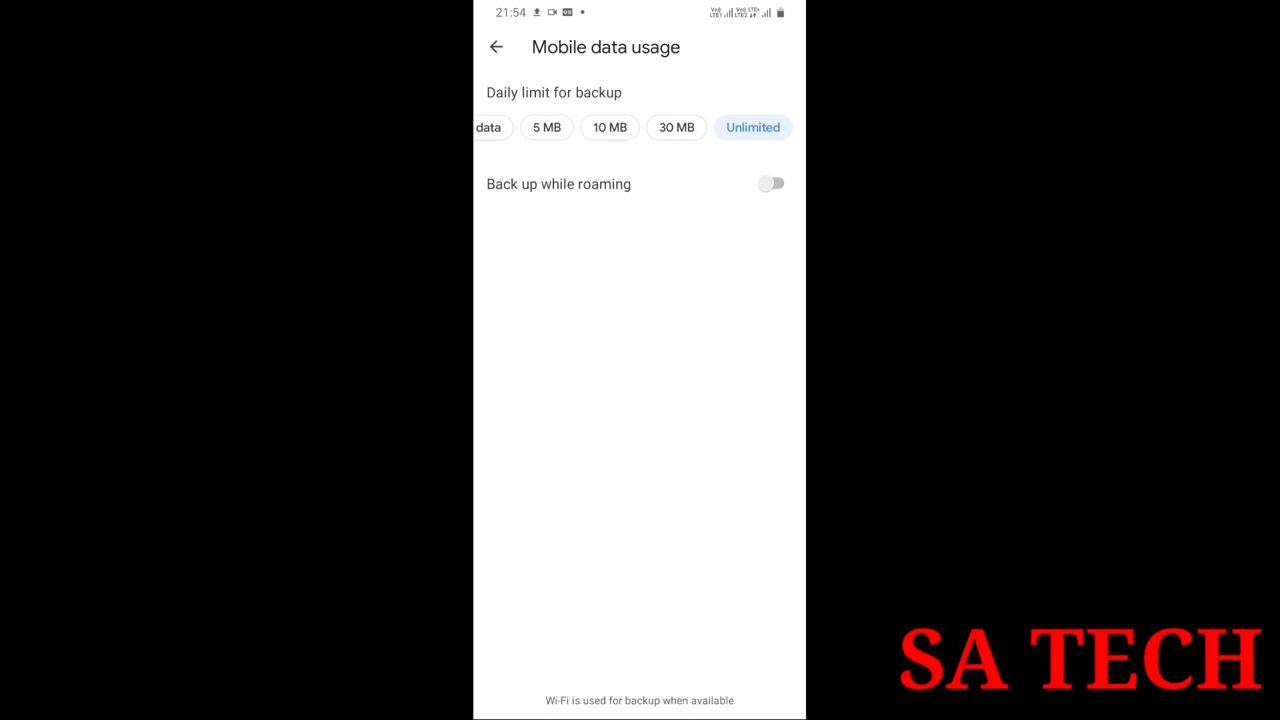 21:54
Mobile data usage
Daily limit for backup
data 5 MB 10 MB 30 MB Unlimited
Back up while roaming
Wi-Fi is used for backup when available
SA TECH